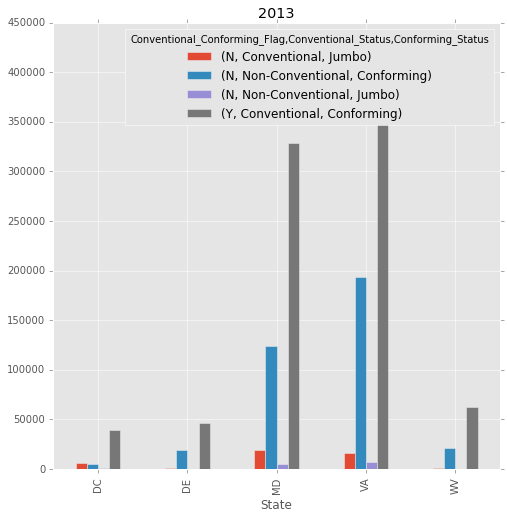 2013
Conventional_Conforming_Flag,Conventional_Status,Conforming_Status
(N, Conventional, Jumbo)
(N, Non-Conventional, Conforming)
(N, Non-Conventional, Jumbo)
(Y, Conventional, Conforming)
450000
400000
350000
300000
250000
200000
150000
100000
50000
0
DC
DE
MD
VA
WV
State